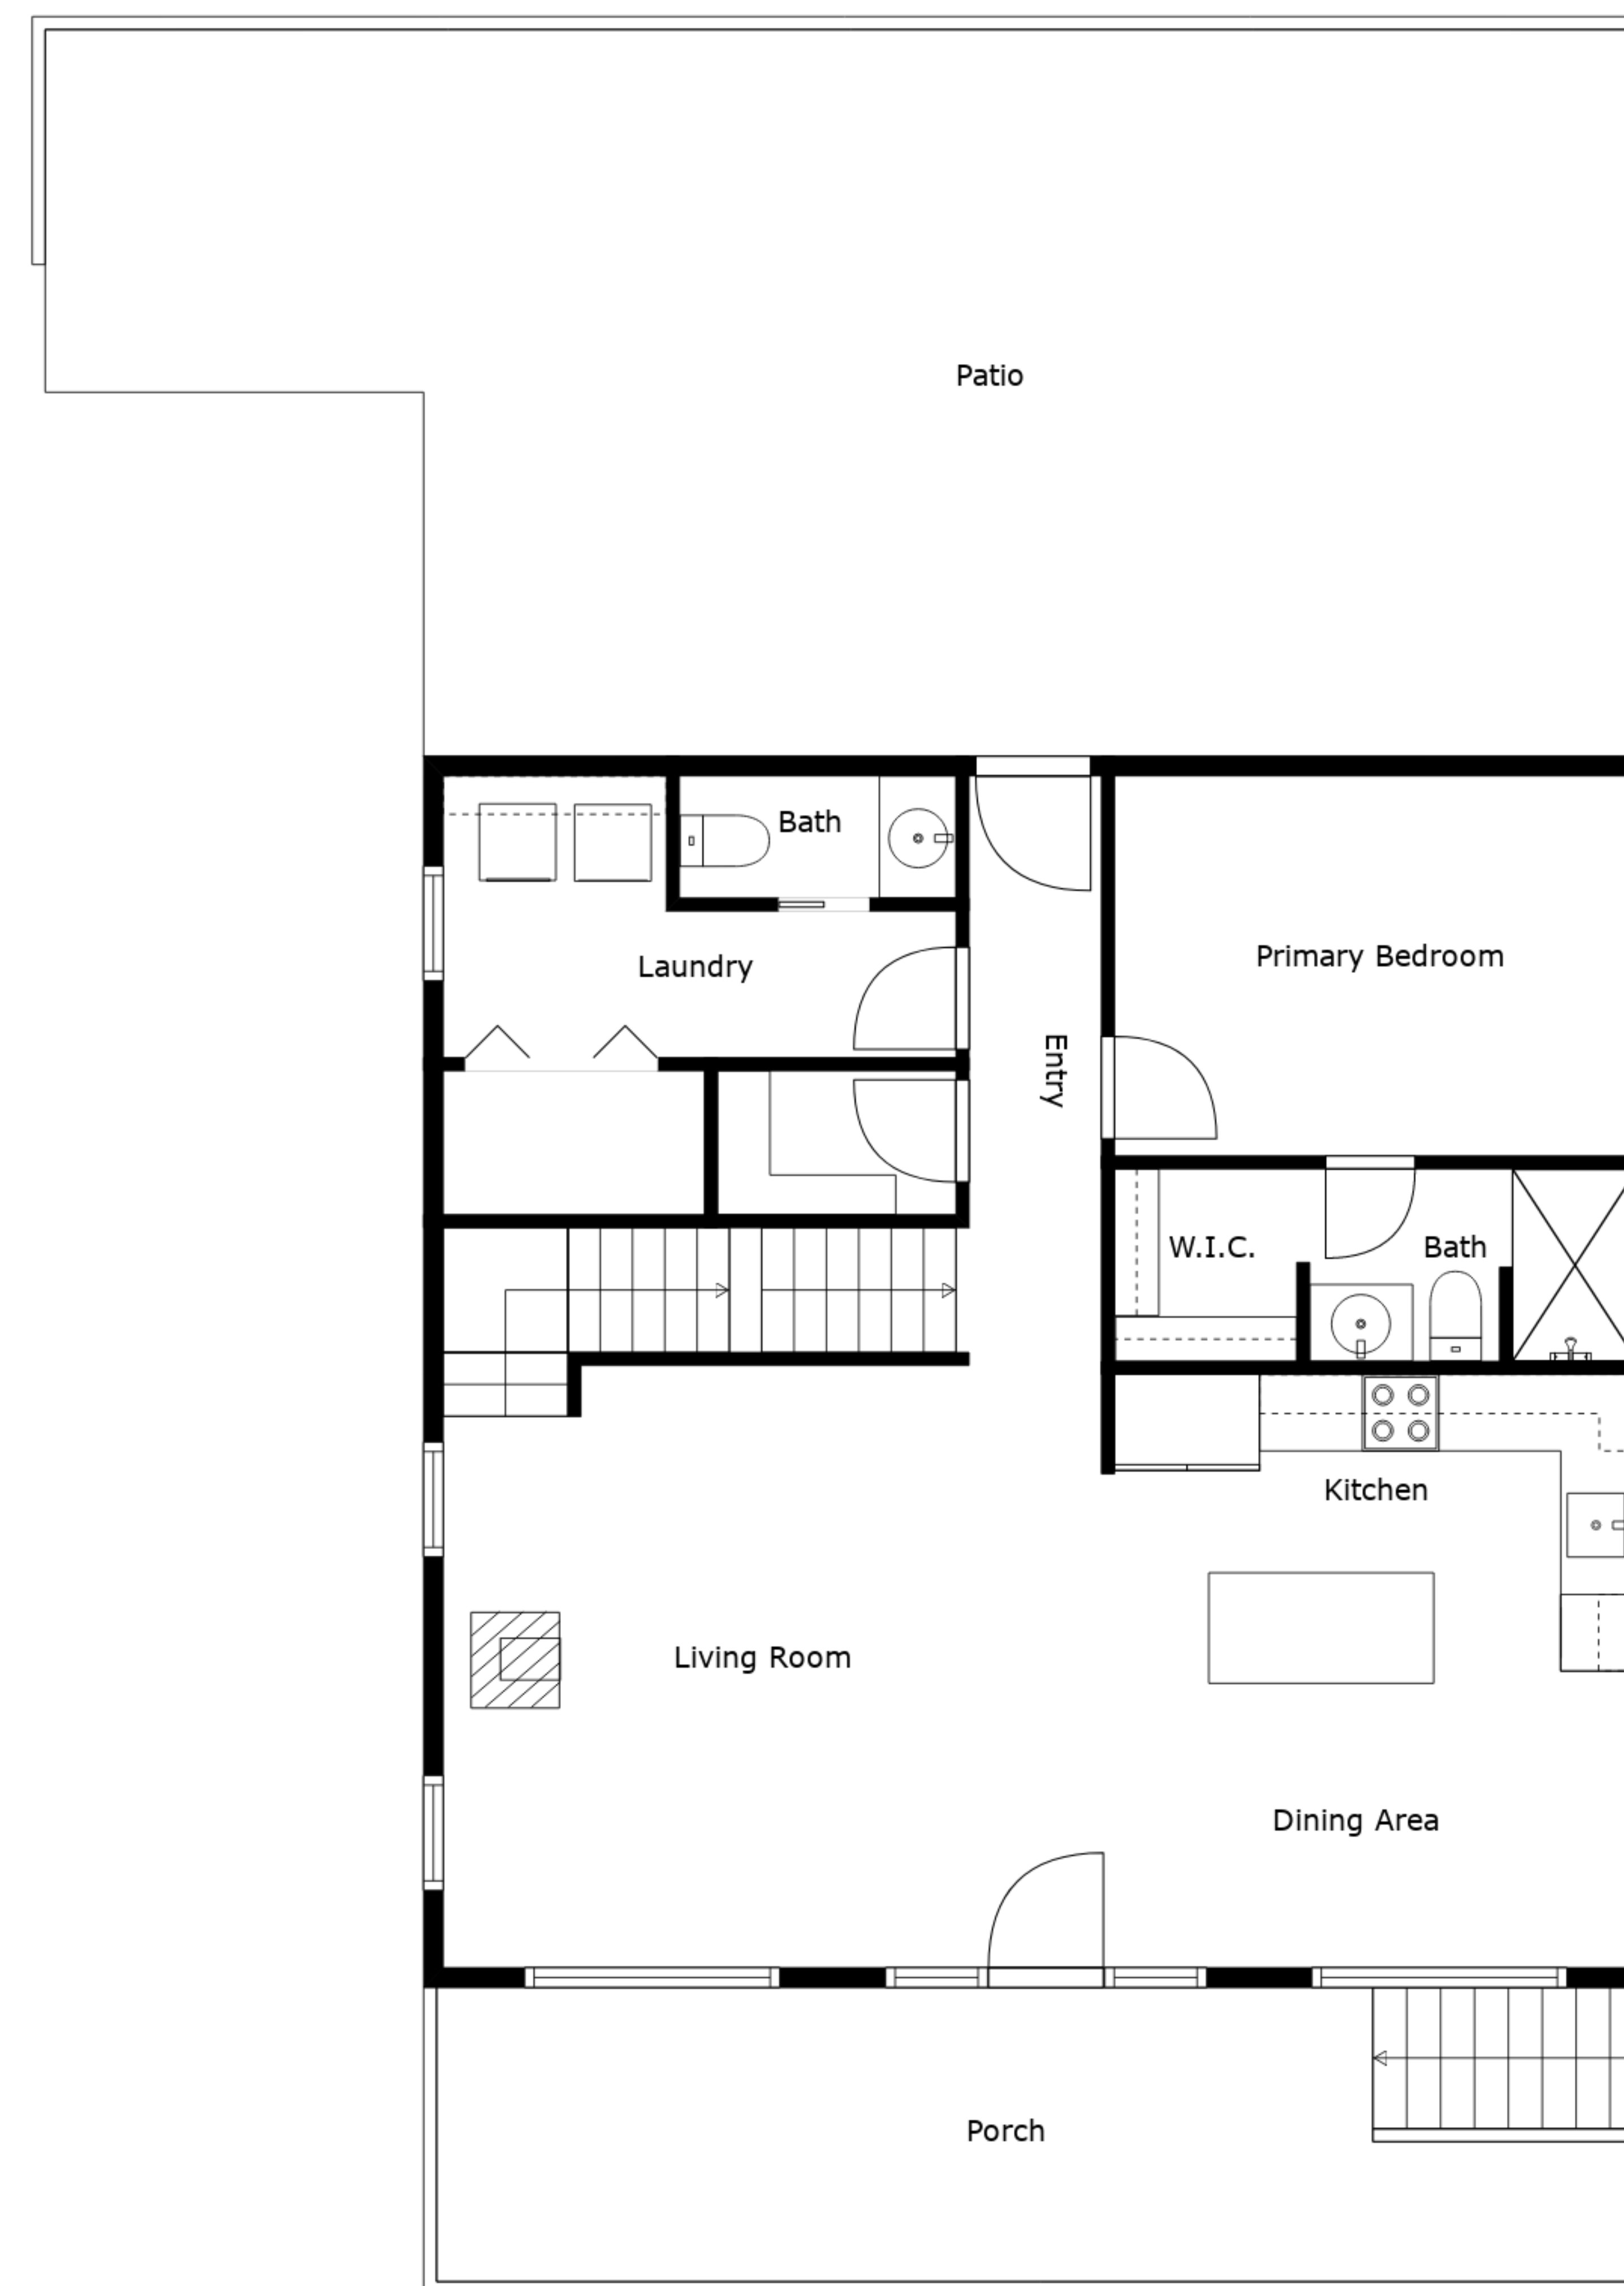 Patio
Bath
Laundry
Primary Bedroom
Entry
W.I.C.
Bath
Kitchen
Living Room
Dining Area
Porch